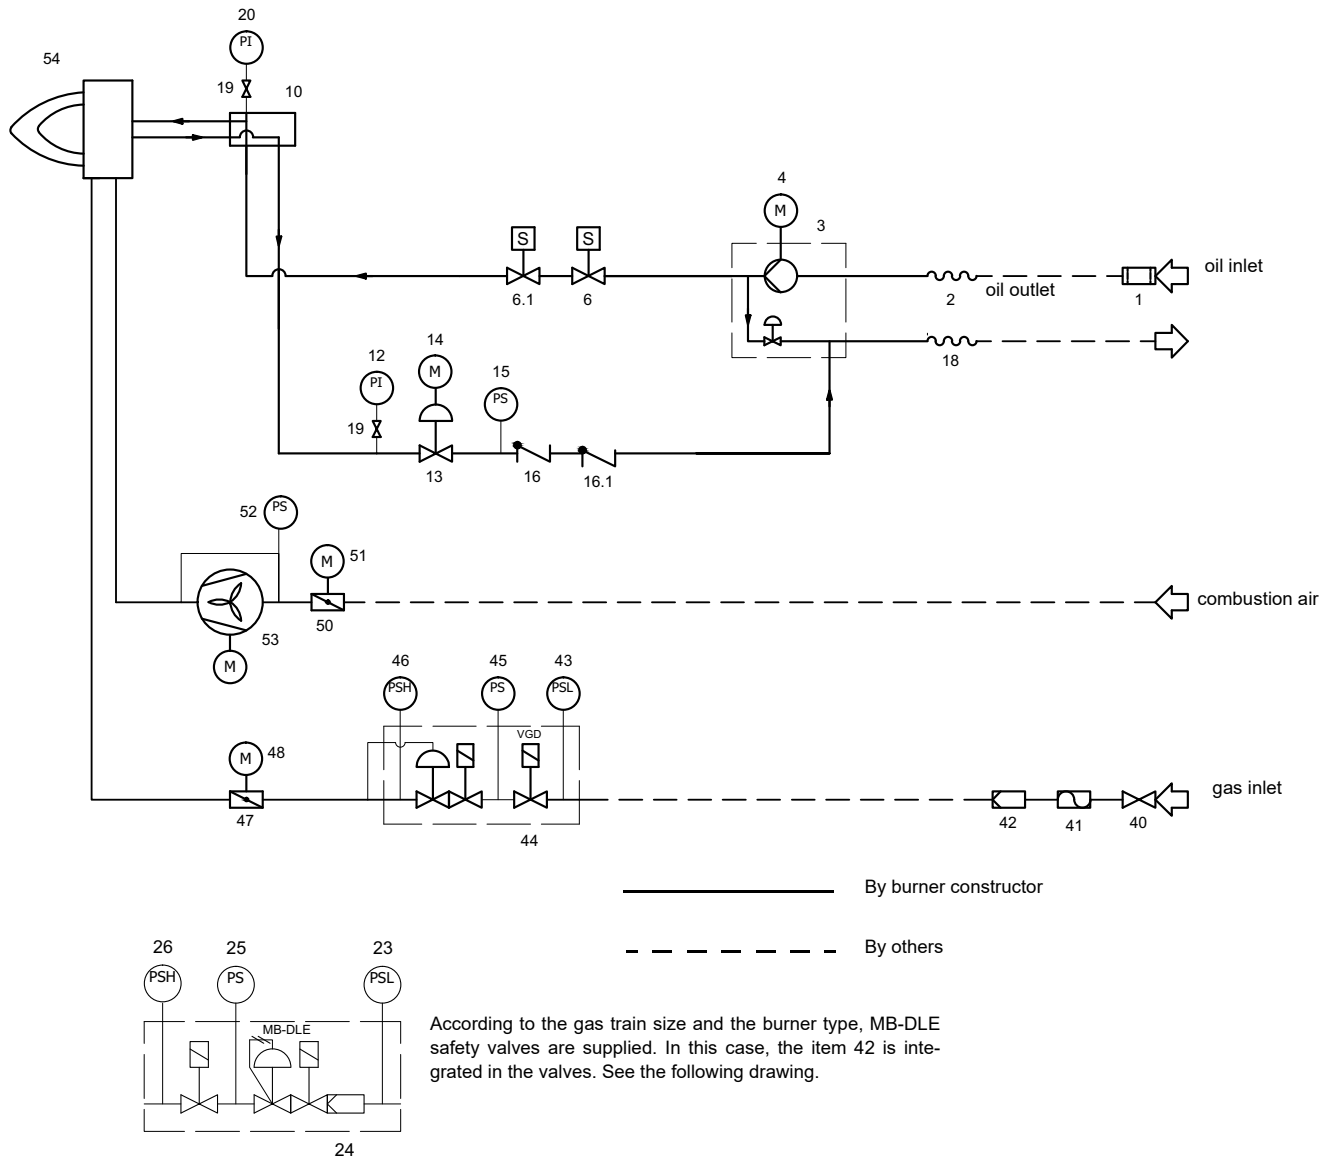 20
PI
54
19
10
4
M
3
S
S
oil inlet
6.1
6
2
oil outlet
1
14
12
M
15
PI
PS
18
19
13
16
16.1
52
PS
M
51
combustion air
50
53
M
46
45
43
PSH
PS
PSL
VGD
M
48
gas inlet
47
44
42
41
40
By burner constructor
By others
26
25
23
PSH
PS
PSL
MB-DLE
According to the gas train size and the burner type, MB-DLE
safety valves are supplied. In this case, the item 42 is inte-
grated in the valves. See the following drawing.
24